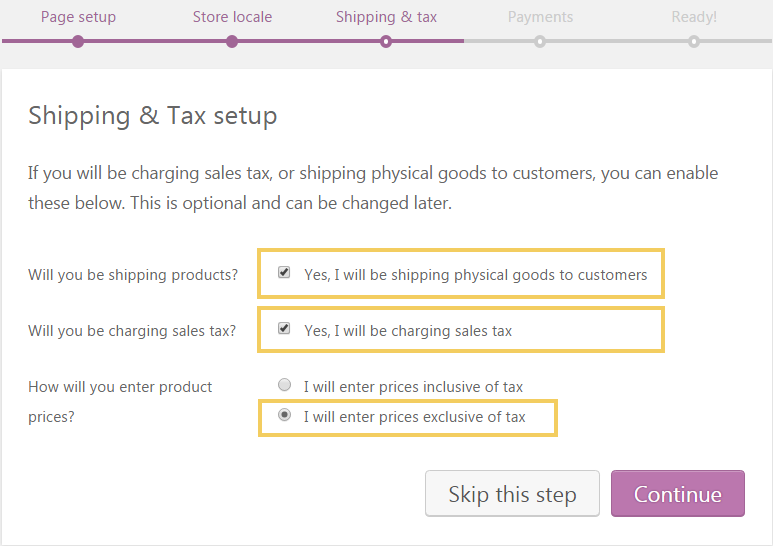 Page setup Store locale Shipping & tax Payments Ready!
Shipping & Tax setup
If you will be charging sales tax, or shipping physical goods to customers, you can enable
these below. This is optional and can be changed later.
Will you be shipping products? Yes, I will be shipping physical goods to customers
Will you be charging sales tax? Yes, I will be charging sales tax
How will you enter product I will enter prices inclusive of tax
prices? I will enter prices exclusive of tax
Skip this step Continue